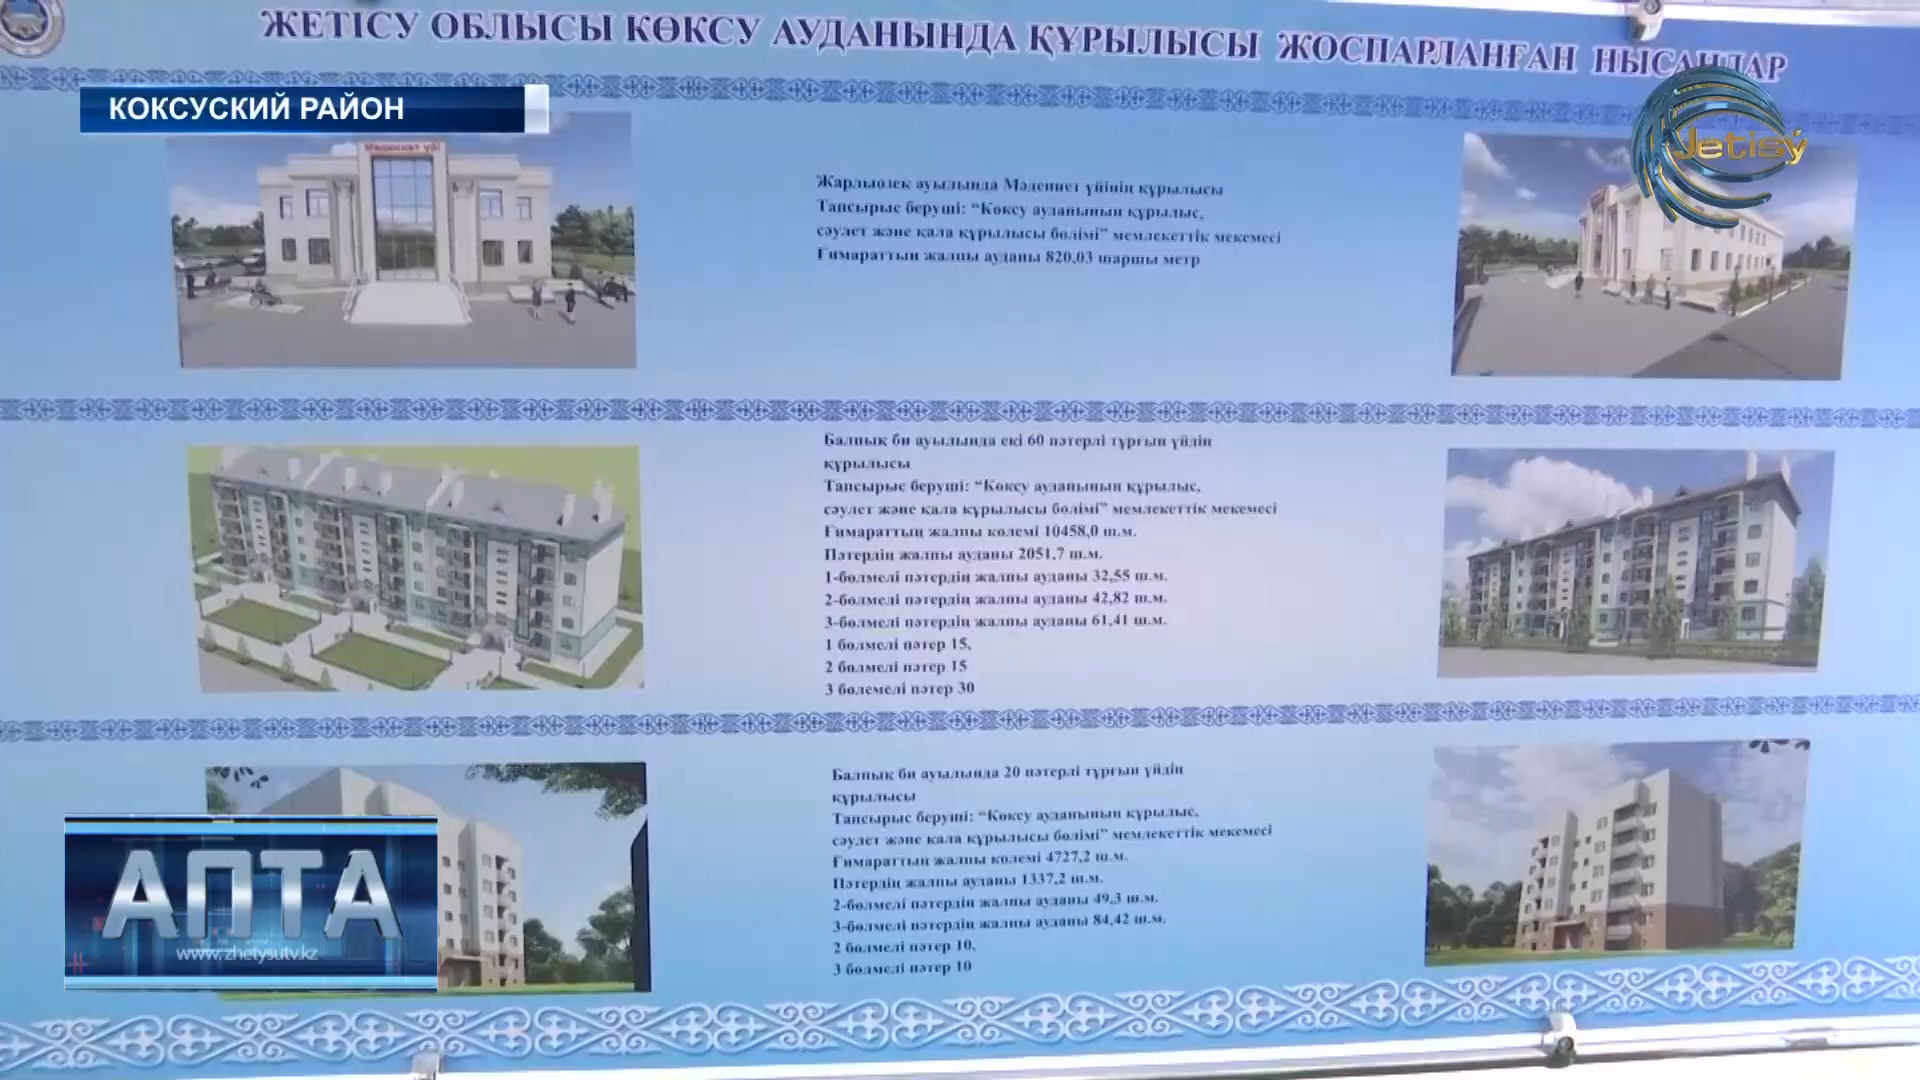 ЖЕТІСУ ОБЛЫСЫ КӨКСУ АУДАНЫНДА ҚҰРЫЛЫСЫ ЖОСПАРЛАНҒАН НЫСАНДАР
КОКСУСКИЙ РАЙОН
Jetisý
Мәдениет үйі
Жарлыөзек ауылында Мәдениет үйінің құрылысы
Тапсырыс беруші: “Көксу ауданының құрылыс,
сәулет және қала құрылысы бөлімі” мемлекеттік мекемесі
Ғимараттың жалпы ауданы 820,03 шаршы метр
Балпық би ауылында екі 60 пәтерлі тұрғын үйдің
құрылысы
Тапсырыс беруші: “Көксу ауданының құрылыс,
сәулет және қала құрылысы бөлімі” мемлекеттік мекемесі
Ғимараттың жалпы көлемі 10458,0 ш.м.
Пәтердің жалпы ауданы 2051,7 ш.м.
1-бөлмелі пәтердің жалпы ауданы 32,55 ш.м.
2-бөлмелі пәтердің жалпы ауданы 42,82 ш.м.
3-бөлмелі пәтердің жалпы ауданы 61,41 ш.м.
1 бөлмелі пәтер 15,
2 бөлмелі пәтер 15
3 бөлемелі пәтер 30
Балпық би ауылында 20 пәтерлі тұрғын үйдің
құрылысы
Тапсырыс беруші: “Көксу ауданының құрылыс,
сәулет және қала құрылысы бөлімі” мемлекеттік мекемесі
Ғимараттың жалпы көлемі 4727,2 ш.м.
Пәтердің жалпы ауданы 1337,2 ш.м.
2-бөлмелі пәтердің жалпы ауданы 49,3 ш.м.
3-бөлмелі пәтердің жалпы ауданы 84,42 ш.м.
2 бөлмелі пәтер 10,
3 бөлмелі пәтер 10
АПТА
www.zhetysutv.kz